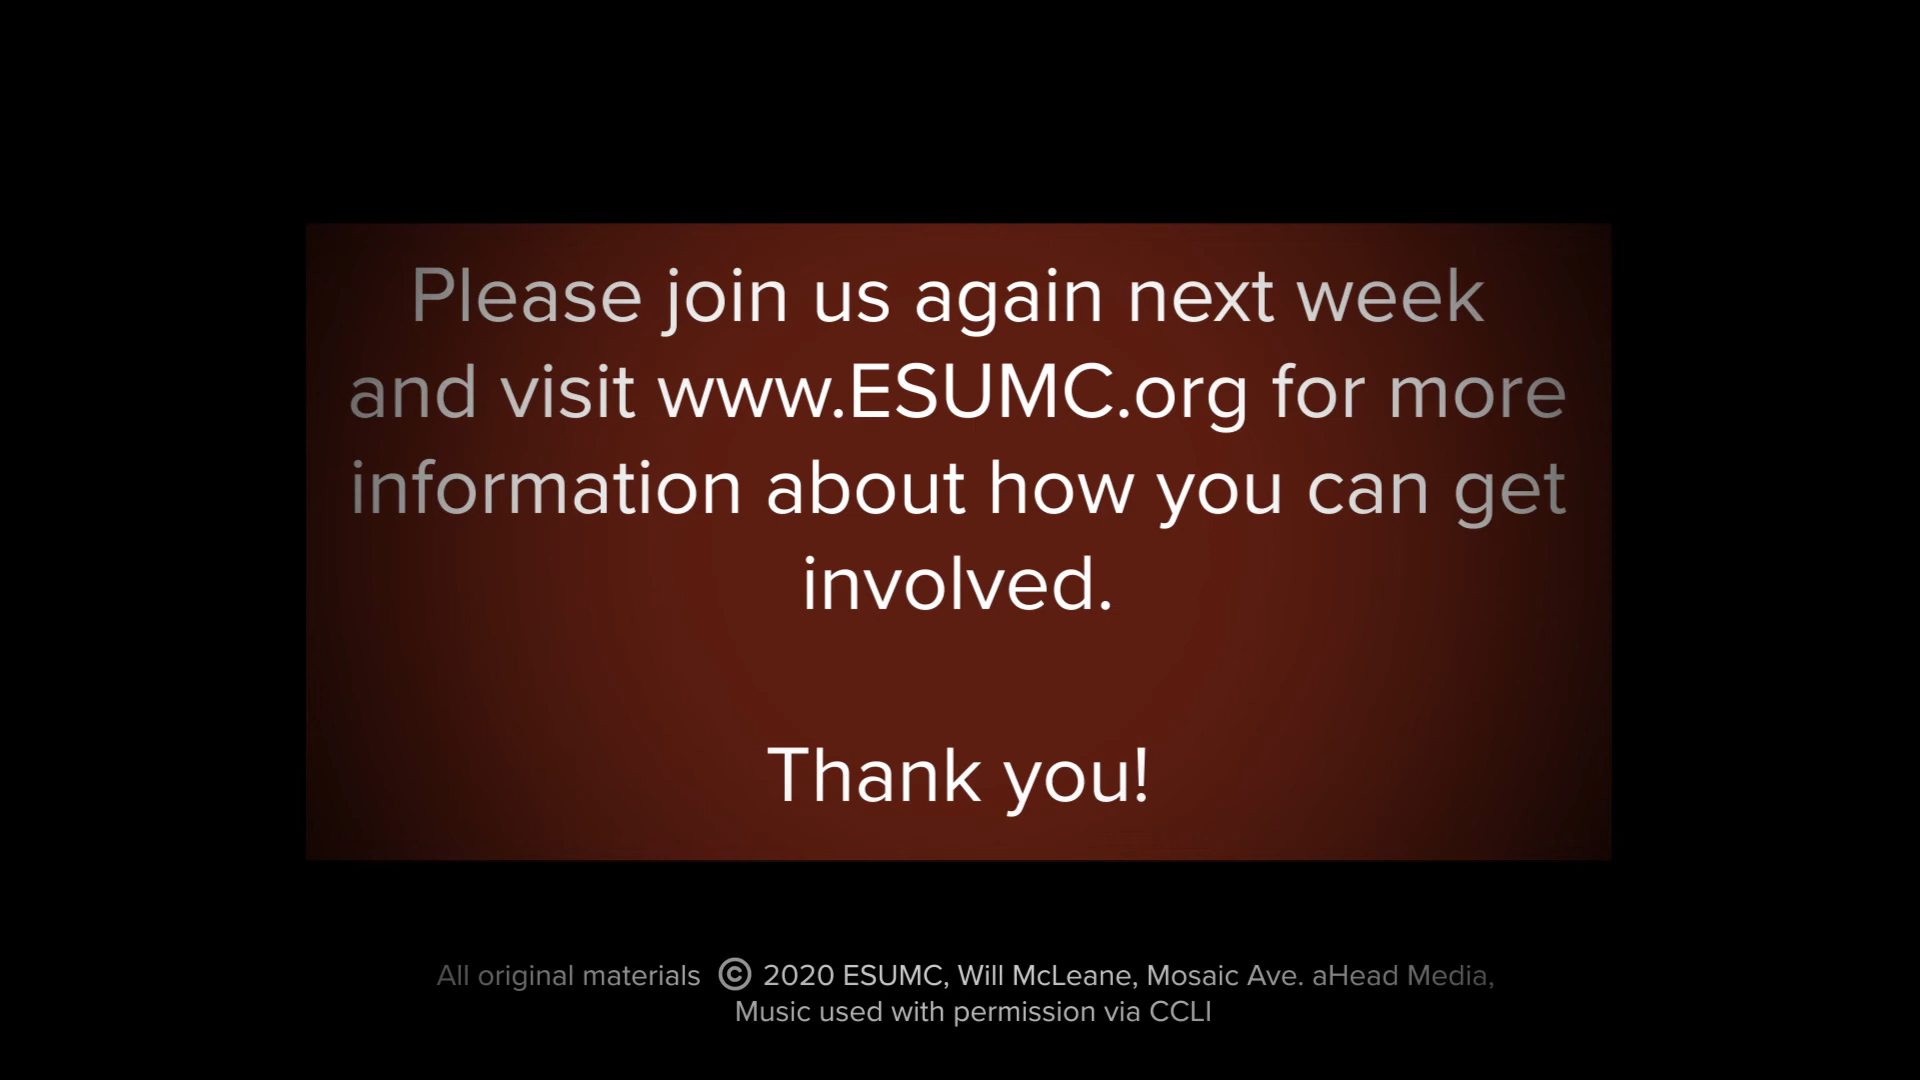 Please join us again next week
and visit www.ESUMC.org for more
information about how you can get
involved.
Thank you!
All original materials © 2020 ESUMC, Will McLeane, Mosaic Ave. aHead Media,
Music used with permission via CCLI